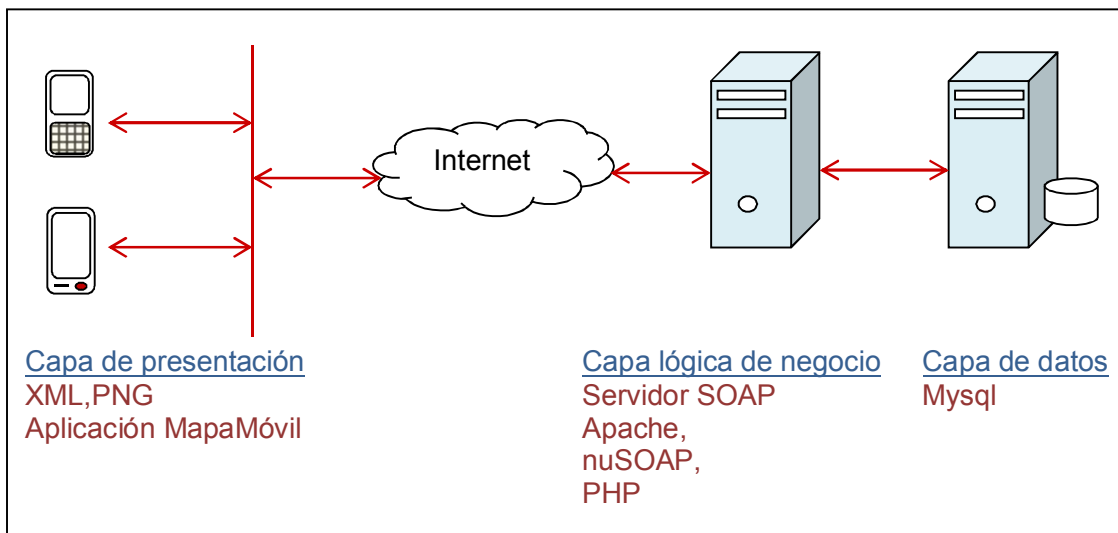 Internet
Capa de presentación
XML,PNG
Aplicación MapaMóvil
Capa lógica de negocio
Servidor SOAP
Apache,
nuSOAP,
PHP
Capa de datos
Mysql